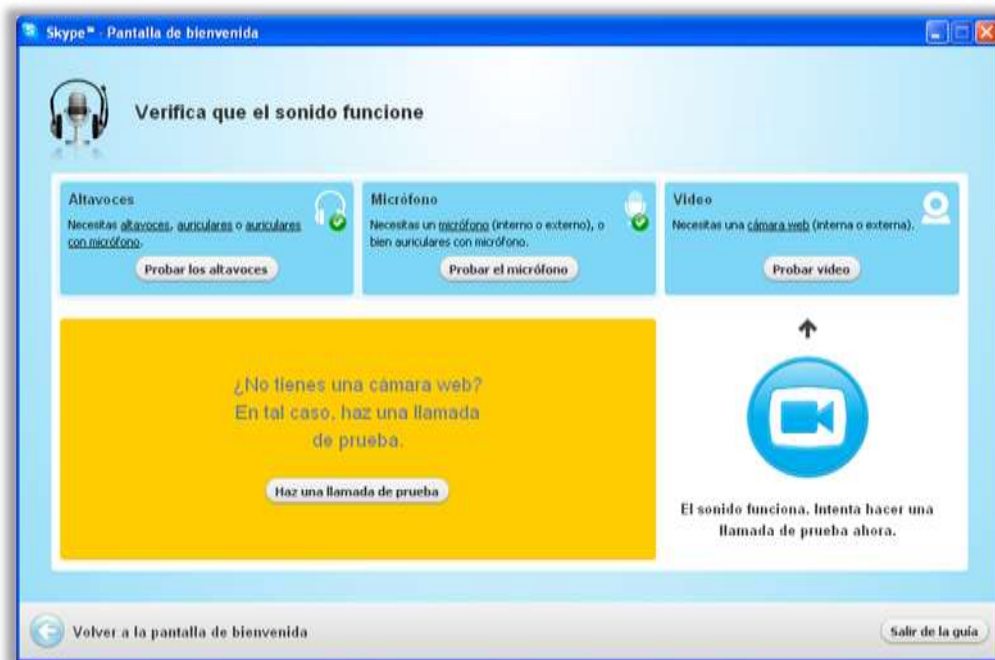 Skype™ - Pantalla de bienvenida
Verifica que el sonido funcione
Altavoces
Necesitas altavoces, auriculares o auriculares
con micrófono.
Probar los altavoces
Micrófono
Necesitas un micrófono (interno o externo), o
bien auriculares con micrófono.
Probar el micrófono
Vídeo
Necesitas una cámara web (interna o externa).
Probar vídeo
¿No tienes una cámara web?
En tal caso, haz una llamada
de prueba.
Haz una llamada de prueba
El sonido funciona. Intenta hacer una
llamada de prueba ahora.
Volver a la pantalla de bienvenida
Salir de la guía